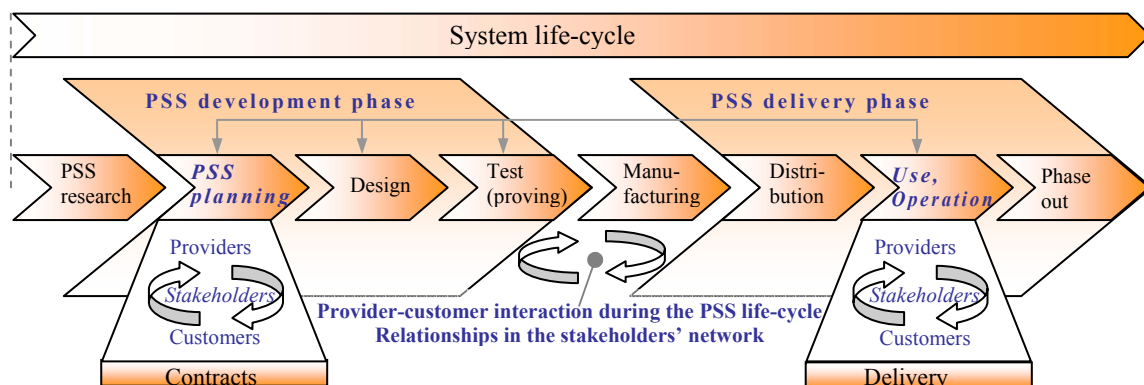 System life-cycle
PSS development phase
PSS delivery phase
PSS
research
PSS
planning
Design
Test
(proving)
Manu-
facturing
Distri-
bution
Use,
Operation
Phase
out
Providers
Stakeholders
Customers
Contracts
Provider-customer interaction during the PSS life-cycle
Relationships in the stakeholders' network
Providers
Stakeholders
Customers
Delivery